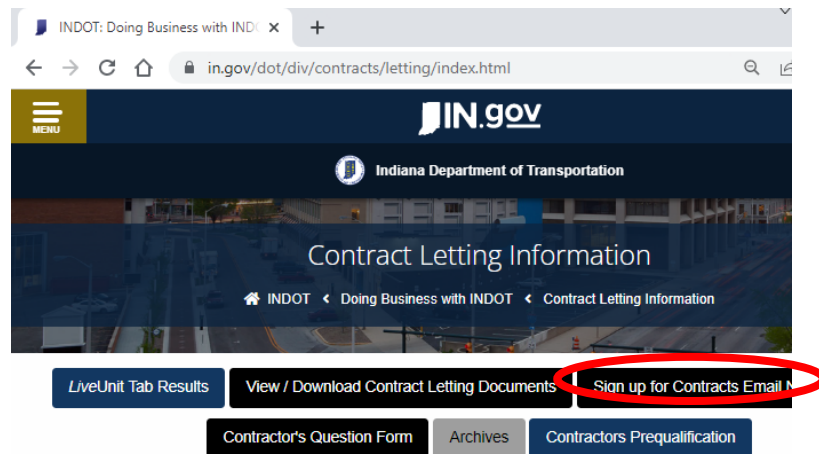 INDOT: Doing Business with IND
in.gov/dot/div/contracts/letting/index.html
MENU
IN.gov
Indiana Department of Transportation
Contract Letting Information
INDOT < Doing Business with INDOT < Contract Letting Information
LiveUnit Tab Results View / Download Contract Letting Documents Sign up for Contracts Email N
Contractor's Question Form Archives Contractors Prequalification